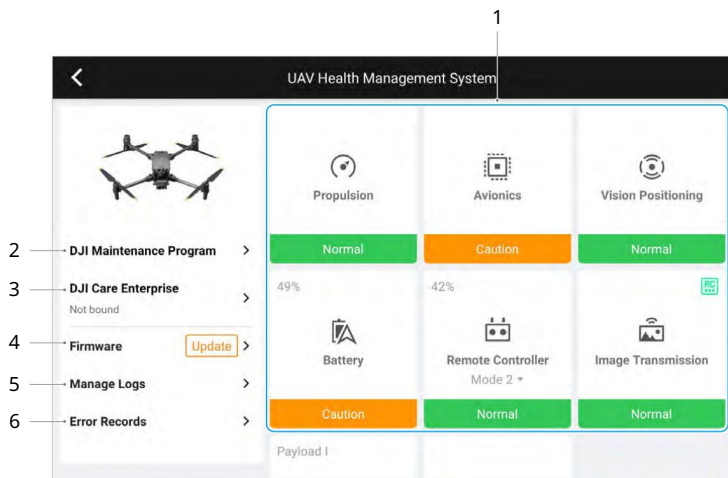 1
UAV Health Management System
Propulsion
Avionics
Vision Positioning
2
DJI Maintenance Program
Normal
Caution
Normal
3
DJI Care Enterprise
Not bound
49%
42%
RC
4
Firmware
Update
Battery
Remote Controller
Mode 2
Image Transmission
5
Manage Logs
6
Error Records
Caution
Normal
Normal
Payload I